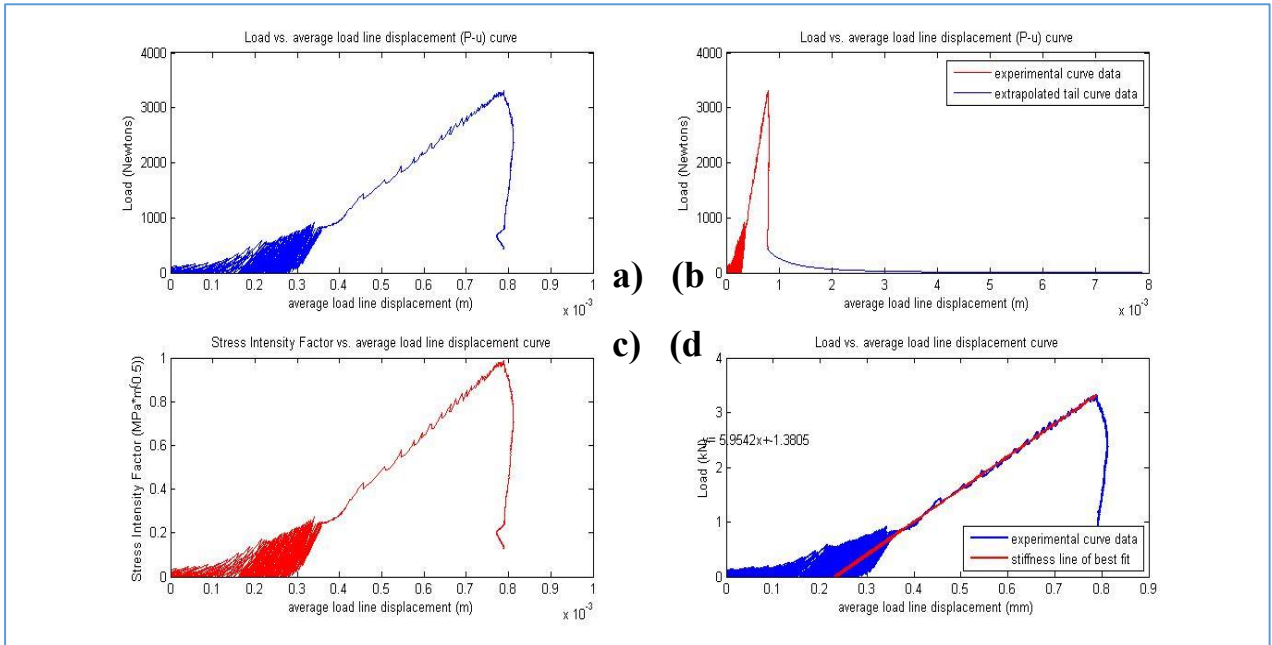 Load vs. average load line displacement (P-u) curve
4000
3000
2000
1000
0
Load (Newtons)
0 0.1 0.2 0.3 0.4 0.5 0.6 0.7 0.8 0.9 1
average load line displacement (m)
x 10-3
a)
Load vs. average load line displacement (P-u) curve
experimental curve data
extrapolated tail curve data
4000
3000
2000
1000
0
Load (Newtons)
0 1 2 3 4 5 6 7 8
average load line displacement (m)
x 10-3
(b
Stress Intensity Factor vs. average load line displacement curve
1
0.8
0.6
0.4
0.2
0
Stress Intensity Factor (MPa*m(0.5))
0 0.1 0.2 0.3 0.4 0.5 0.6 0.7 0.8 0.9 1
average load line displacement (m)
x 10-3
c)
Load vs. average load line displacement curve
4
3
2
1
0
Load (kN)
5.9542x+-1.3805
experimental curve data
stiffness line of best fit
0 0.1 0.2 0.3 0.4 0.5 0.6 0.7 0.8 0.9
average load line displacement (mm)
(d